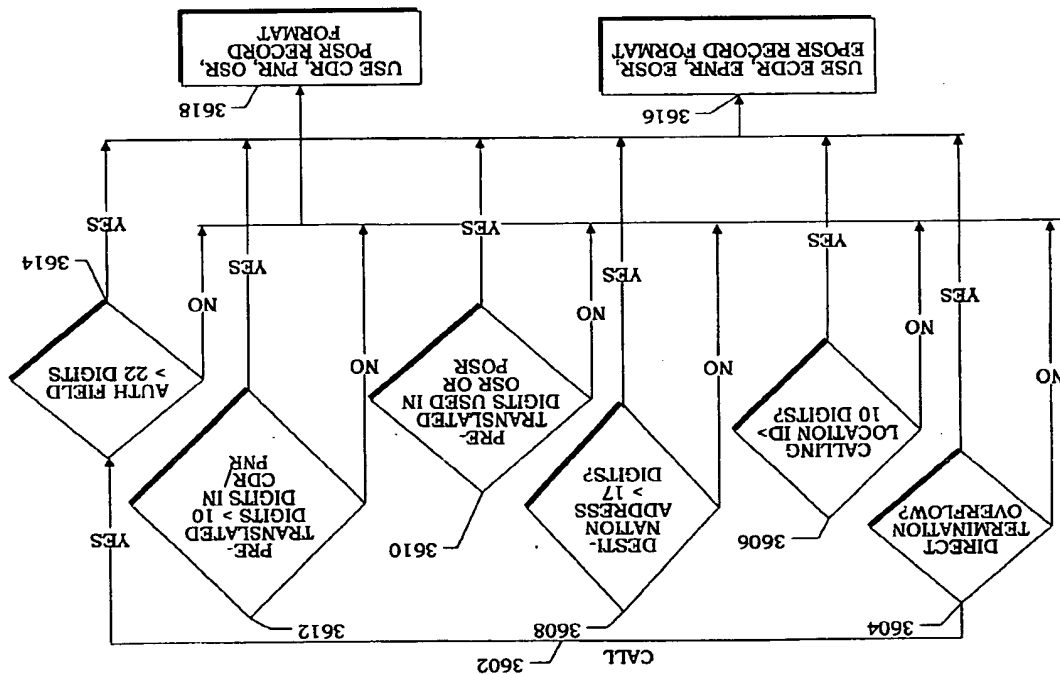 CALL
3602
3604
DIRECT
TERMINATION
OVERFLOW?
NO
YES
3606
CALLING
LOCATION ID>
10 DIGITS?
NO
YES
3608
DESTI-
NATION
ADDRESS
> 17
DIGITS?
NO
YES
3610
PRE-
TRANSLATED
DIGITS USED IN
OSR OR
POSR
NO
YES
3612
PRE-
TRANSLATED
DIGITS > 10
DIGITS IN
CDR/
PNR
NO
YES
YES
3614
AUTH FIELD
> 22 DIGITS
NO
YES
3616
USE ECDR, EPNR, EOSR,
EPOSR RECORD FORMAT
3618
USE CDR, PNR, OSR,
POSR RECORD
FORMAT